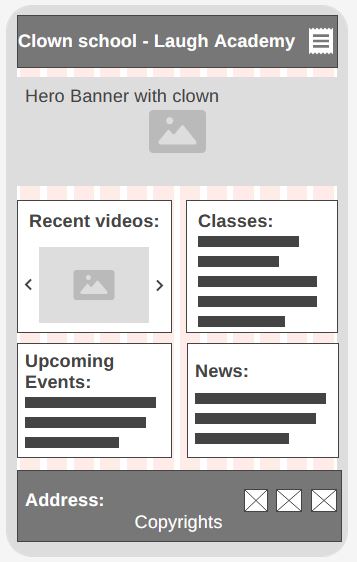 Clown school - Laugh Academy
Hero Banner with clown
Recent videos:
Classes:
Upcoming
Events:
News:
Address:
Copyrights